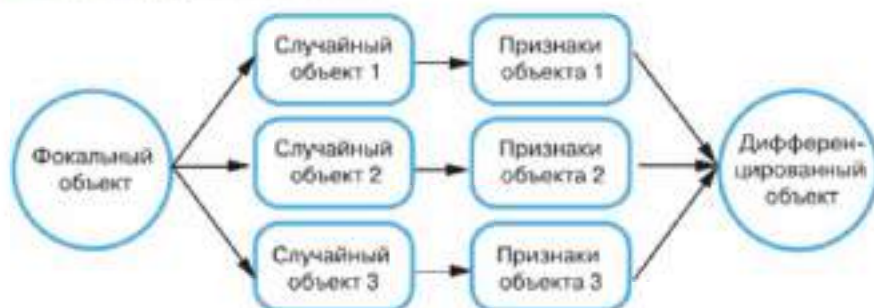 Фокальный
объект
Случайный
объект 1
Признаки
объекта 1
Случайный
объект 2
Признаки
объекта 2
Случайный
объект 3
Признаки
объекта 3
Дифферен-
цированный
объект